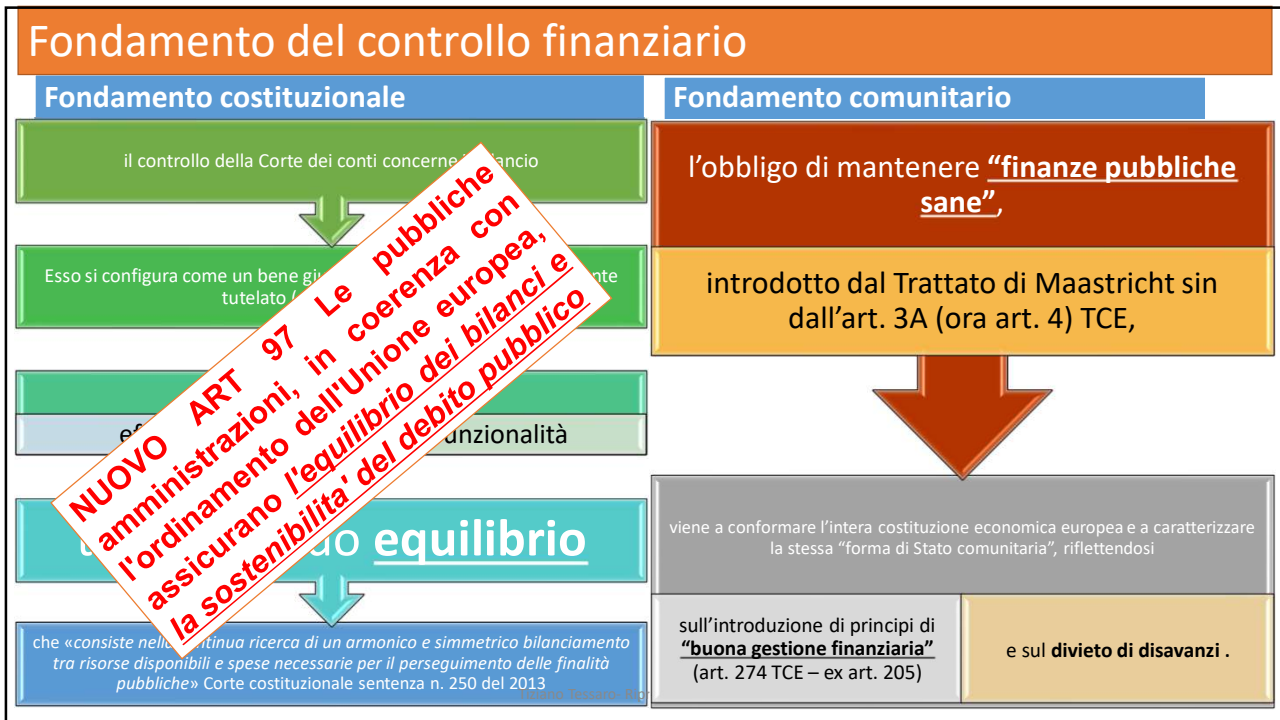 Fondamento del controllo finanziario
Fondamento costituzionale
il controllo della Corte dei conti concerne
Esso si configura come un bene
tutelato
unzionalità
equilibrio
che «consiste nella continua ricerca di un armonico e simmetrico bilanciamento
tra risorse disponibili e spese necessarie per il perseguimento delle finalità
pubbliche» Corte costituzionale sentenza n. 250 del 2013
NUOVO ART 97 Le pubbliche
amministrazioni, in coerenza con
l'ordinamento dell'Unione europea,
assicurano l'equilibrio dei bilanci e
la sostenibilita' del debito pubblico
Fondamento comunitario
l'obbligo di mantenere "finanze pubbliche
sane",
introdotto dal Trattato di Maastricht sin
dall'art. 3A (ora art. 4) TCE,
viene a conformare l'intera costituzione economica europea e a caratterizzare
la stessa "forma di Stato comunitaria", riflettendosi
sull'introduzione di principi di
"buona gestione finanziaria"
(art. 274 TCE – ex art. 205)
e sul divieto di disavanzi .